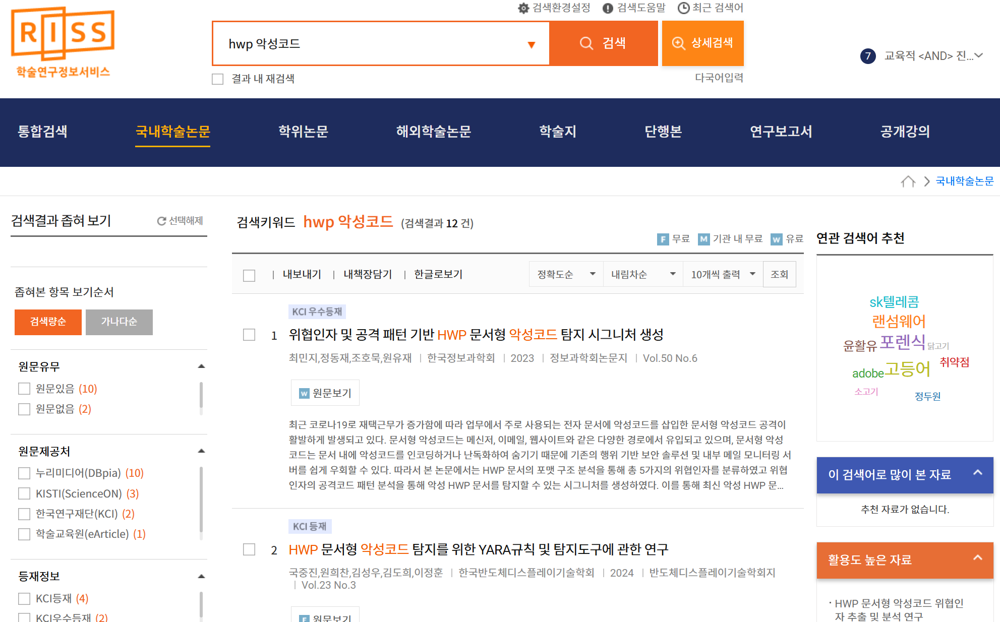 RISS
학술연구정보서비스
검색환경설정 검색도움말 최근 검색어
hwp 악성코드
검색
상세검색
결과 내 재검색
다국어입력
7 교육적 <AND> 진...
통합검색 국내학술논문 학위논문 해외학술논문 학술지 단행본 연구보고서 공개강의
국내학술논문
검색결과 좁혀 보기
선택해제
좁혀본 항목 보기순서
검색량순 가나다순
원문유무
원문있음 (10)
원문없음 (2)
원문제공처
누리미디어(DBpia) (10)
KISTI(ScienceON) (3)
한국연구재단(KCI) (2)
학술교육원(eArticle) (1)
등재정보
KCI등재 (4)
KCI우수등재 (2)
검색키워드 hwp 악성코드 (검색결과 12 건)
F 무료 M 기관 내 무료 W 유료
내보내기 | 내책장담기 | 한글로보기
정확도순 내림차순 10개씩 출력 조회
KCI 우수등재
1 위협인자 및 공격 패턴 기반 HWP 문서형 악성코드 탐지 시그니처 생성
최민지,정동재,조호묵,원유재 | 한국정보과학회 | 2023 | 정보과학회논문지 | Vol.50 No.6
W 원문보기
최근 코로나19로 재택근무가 증가함에 따라 업무에서 주로 사용되는 전자 문서에 악성코드를 삽입한 문서형 악성코드 공격이
활발하게 발생되고 있다. 문서형 악성코드는 메신저, 이메일, 웹사이트와 같은 다양한 경로에서 유입되고 있으며, 문서형 악성
코드는 문서 내에 악성코드를 인코딩하거나 난독화하여 숨기기 때문에 기존의 행위 기반 보안 솔루션 및 내부 메일 모니터링 서
버를 쉽게 우회할 수 있다. 따라서 본 논문에서는 HWP 문서의 포맷 구조 분석을 통해 총 5가지의 위협인자를 분류하였고 위협
인자의 공격코드 패턴 분석을 통해 악성 HWP 문서를 탐지할 수 있는 시그니처를 생성하였다. 이를 통해 최신 악성 HWP 문...
KCI 등재
2 HWP 문서형 악성코드 탐지를 위한 YARA규칙 및 탐지도구에 관한 연구
국중진,원희찬,김성우,김도희,이정훈 | 한국반도체디스플레이기술학회 | 2024 | 반도체디스플레이기술학회지
| Vol.23 No.3
F 원문보기
연관 검색어 추천
sk텔레콤
랜섬웨어
윤활유 포렌식 닭고기
adobe 고등어 취약점
소고기 정두원
이 검색어로 많이 본 자료
추천 자료가 없습니다.
활용도 높은 자료
· HWP 문서형 악성코드 위협인
자 추출 및 분석 연구